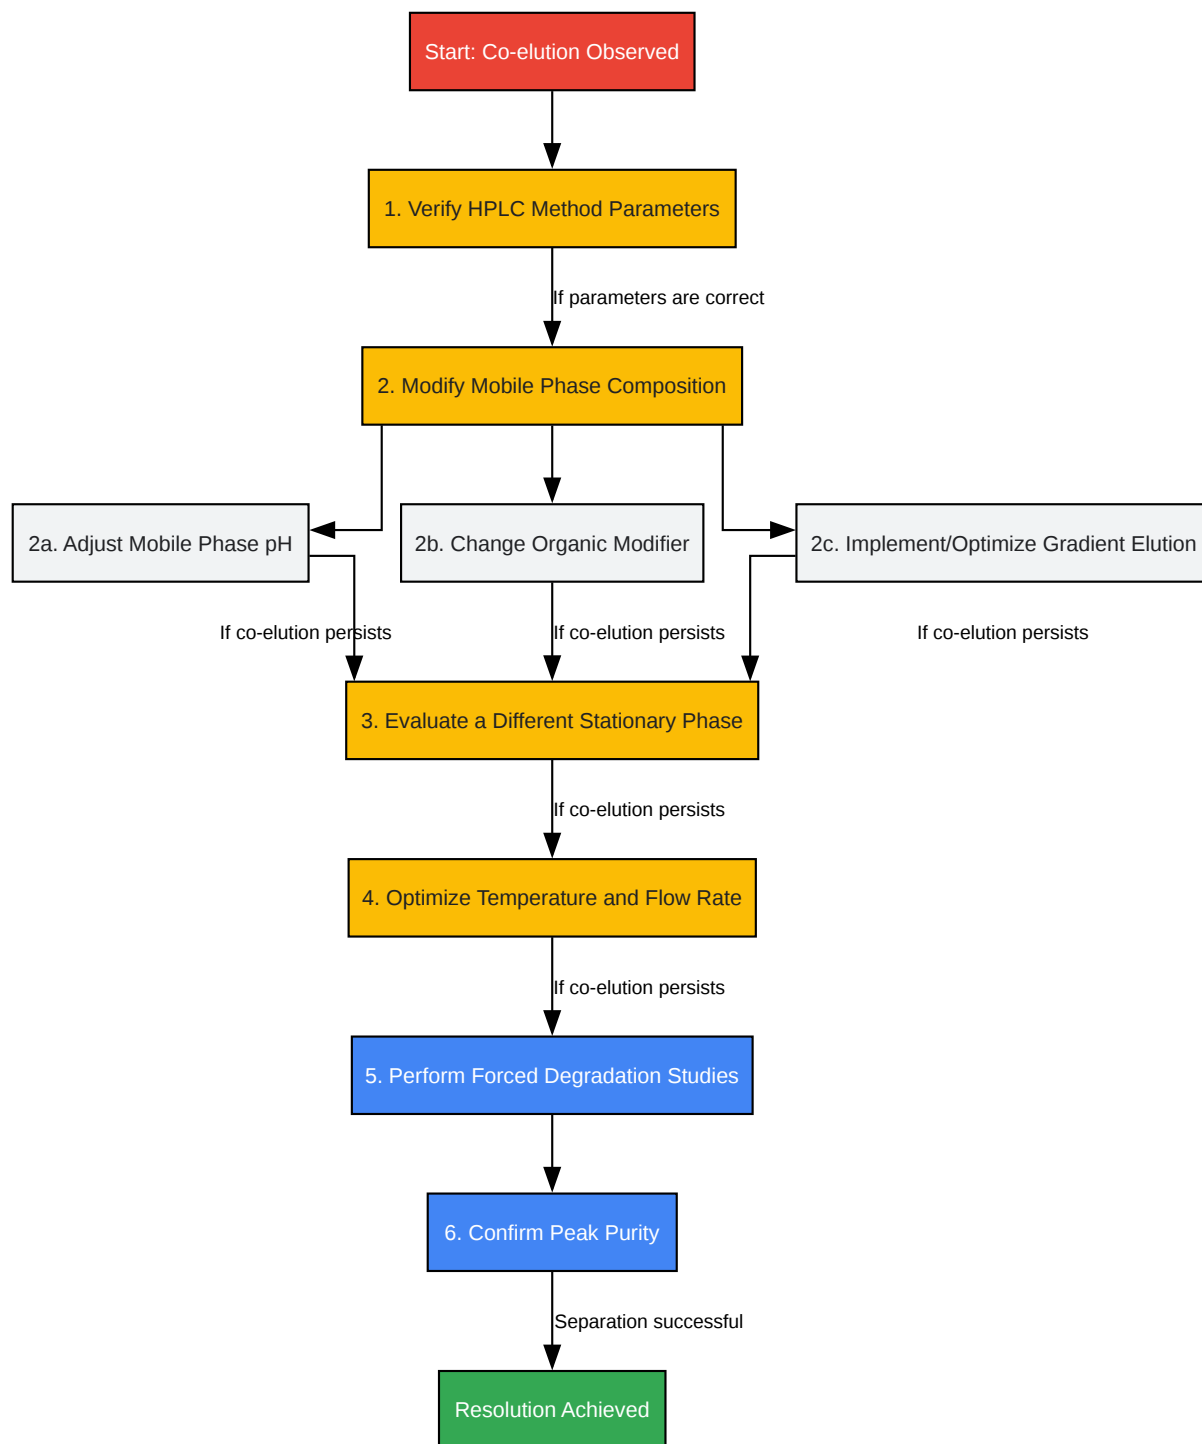 Start: Co-elution Observed
1. Verify HPLC Method Parameters
If parameters are correct
2. Modify Mobile Phase Composition
2a. Adjust Mobile Phase pH
2b. Change Organic Modifier
2c. Implement/Optimize Gradient Elution
If co-elution persists
If co-elution persists
If co-elution persists
3. Evaluate a Different Stationary Phase
If co-elution persists
4. Optimize Temperature and Flow Rate
If co-elution persists
5. Perform Forced Degradation Studies
6. Confirm Peak Purity
Separation successful
Resolution Achieved